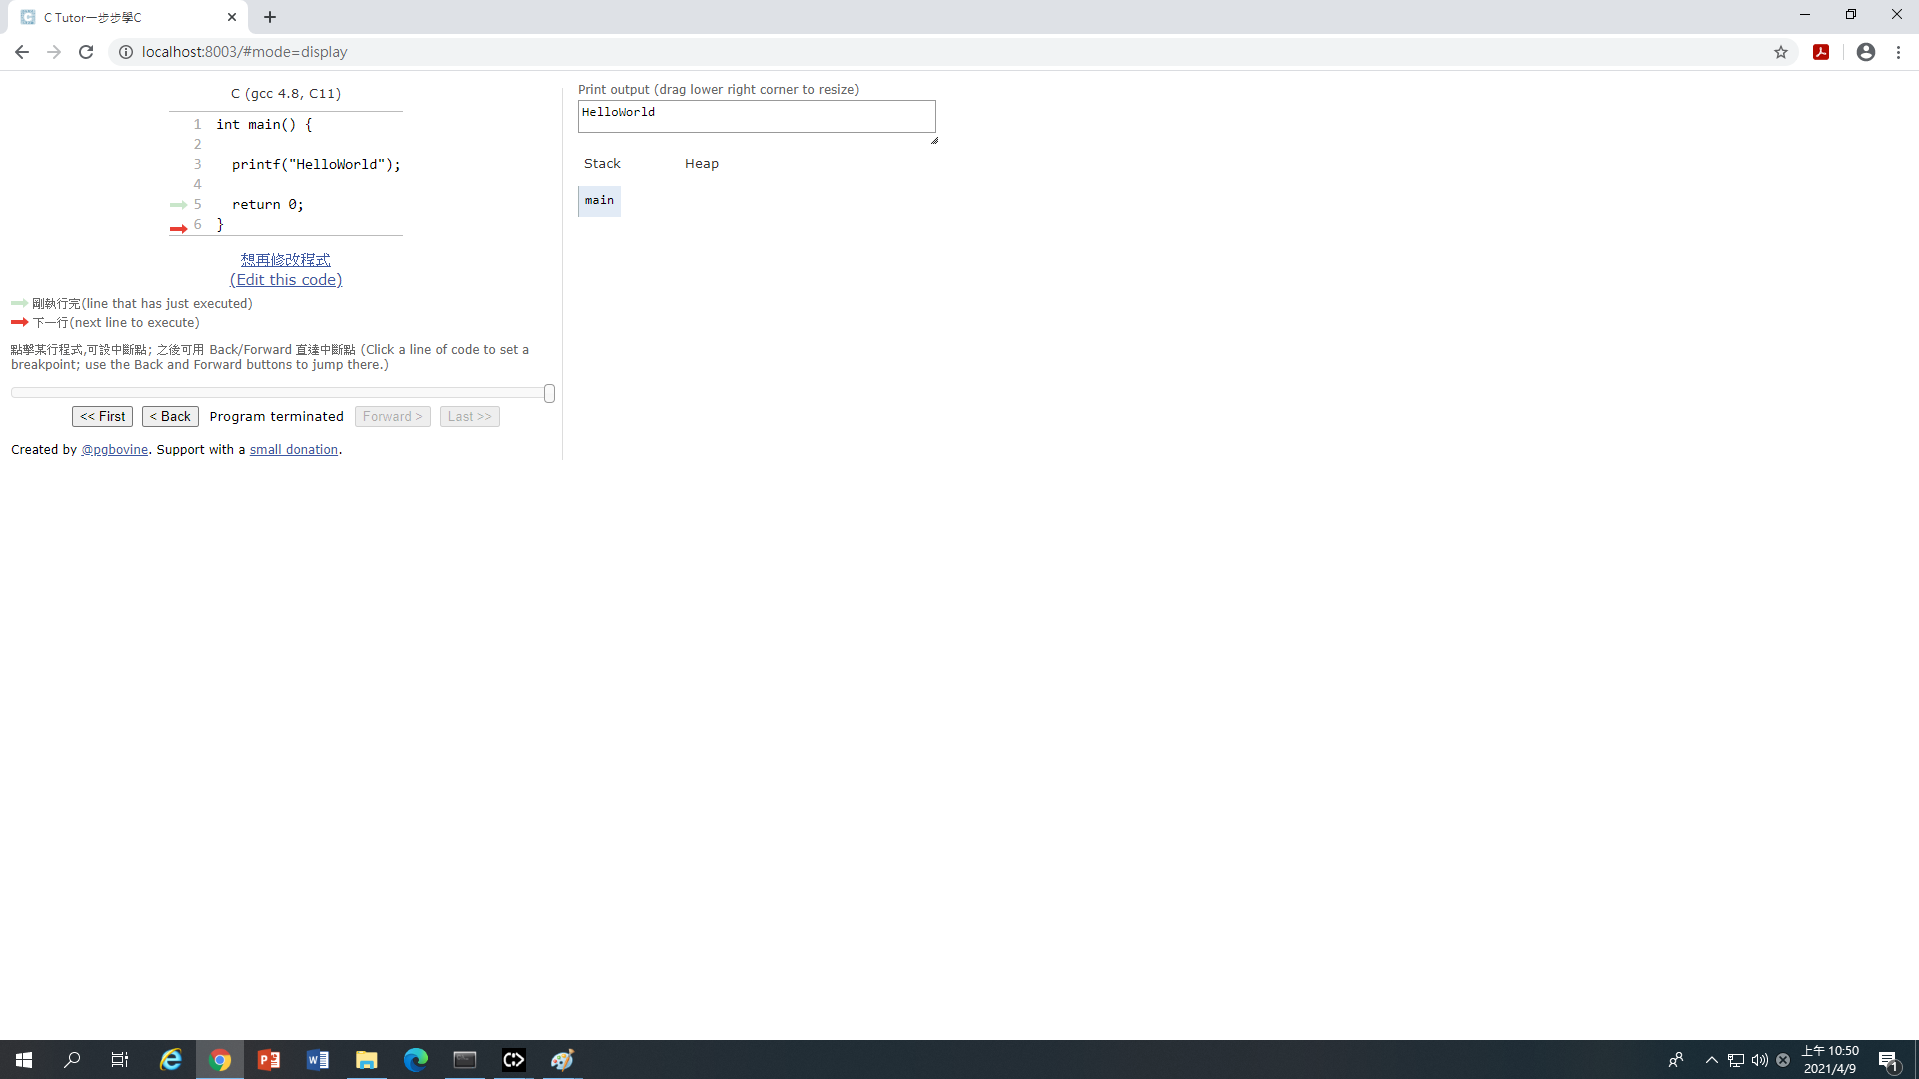 C Tutor一步步學C
localhost:8003/#mode=display
C (gcc 4.8, C11)
1 int main() {
2
3 printf("HelloWorld");
4
5 return 0;
6 }
想再修改程式
(Edit this code)
剛執行完(line that has just executed)
下一行(next line to execute)
點擊某行程式,可設中斷點; 之後可用 Back/Forward 直達中斷點 (Click a line of code to set a
breakpoint; use the Back and Forward buttons to jump there.)
<< First < Back Program terminated Forward > Last >>
Created by @pgbovine. Support with a small donation.
Print output (drag lower right corner to resize)
HelloWorld
Stack Heap
main
上午 10:50
2021/4/9
1